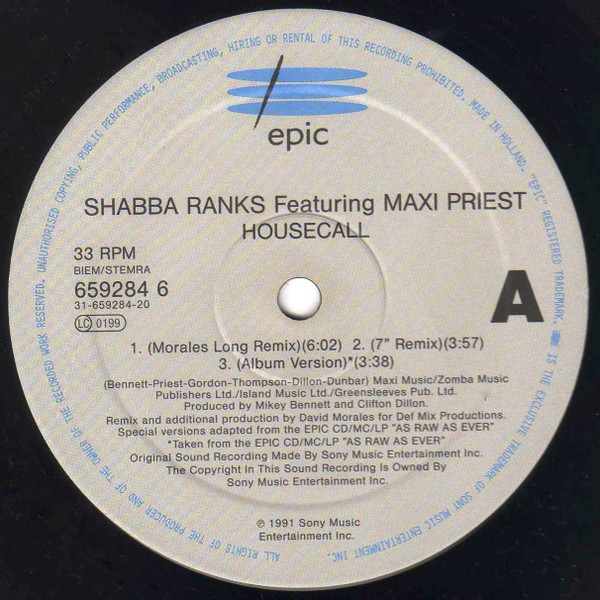 epic
SHABBA RANKS Featuring MAXI PRIEST
HOUSECALL
33 RPM
BIEM/STEMRA
659284 6
31-659284-20
LC 0199
A
1. (Morales Long Remix)(6:02) 2. (7" Remix)(3:57)
3. (Album Version)*(3:38)
(Bennett-Priest-Gordon-Thompson-Dillon-Dunbar) Maxi Music/Zomba Music
Publishers Ltd./Island Music Ltd./Greensleeves Pub. Ltd.
Produced by Mikey Bennett and Clifton Dillon.
Remix and additional production by David Morales for Def Mix Productions.
Special versions adapted from the EPIC CD/MC/LP "AS RAW AS EVER"
*Taken from the EPIC CD/MC/LP "AS RAW AS EVER"
Original Sound Recording Made By Sony Music Entertainment Inc.
The Copyright In This Sound Recording Is Owned By
Sony Music Entertainment Inc.
℗ 1991 Sony Music
Entertainment Inc.
ALL RIGHTS OF THE PRODUCER AND OF THE OWNER OF THE RECORDED WORK RESERVED. UNAUTHORISED COPYING, PUBLIC PERFORMANCE, BROADCASTING, HIRING OR RENTAL OF THIS RECORDING PROHIBITED. MADE IN HOLLAND. "EPIC" REGISTERED TRADEMARK. IS THE EXCLUSIVE TRADEMARK OF SONY MUSIC ENTERTAINMENT INC.